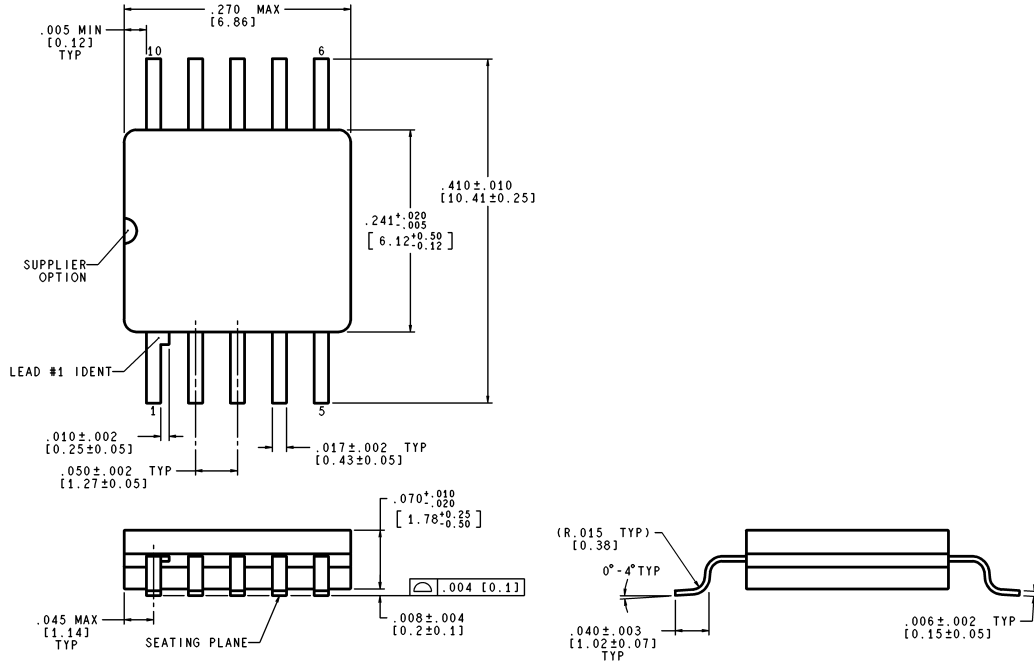 .270 MAX
[6.86]
.005 MIN
[0.12]
TYP
10
6
.410±.010
[10.41±0.25]
.241+.020
-.005
[6.12+0.50
-0.12]
SUPPLIER
OPTION
LEAD #1 IDENT
1
5
.010±.002
[0.25±0.05]
.017±.002 TYP
[0.43±0.05]
.050±.002 TYP
[1.27±0.05]
.070+.010
-.020
[1.78+0.25
-0.50]
.004 [0.1]
.045 MAX
[1.14]
TYP
SEATING PLANE
.008±.004
[0.2±0.1]
(R.015 TYP)
[0.38]
0°-4°TYP
.040±.003
[1.02±0.07]
TYP
.006±.002 TYP
[0.15±0.05]